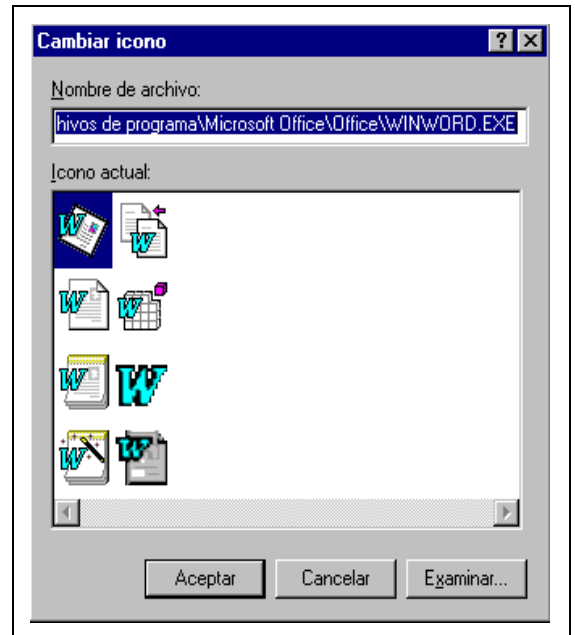 Cambiar icono
Nombre de archivo:
hivos de programa\Microsoft Office\Office\WINWORD.EXE
Icono actual:
Aceptar Cancelar Examinar...